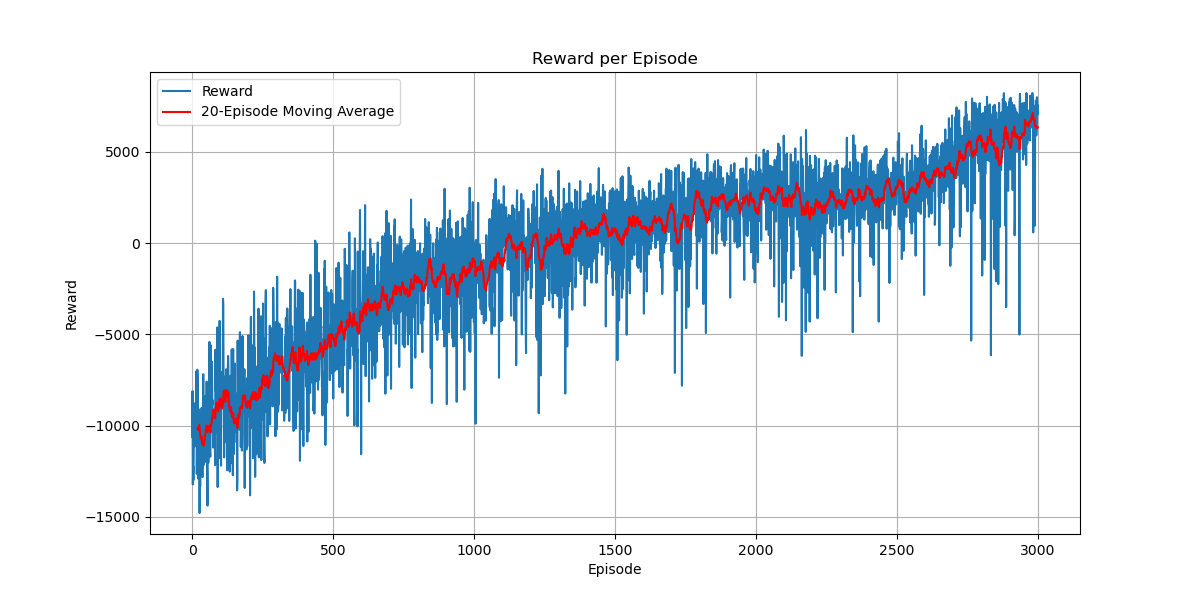 Reward per Episode
Reward
20-Episode Moving Average
5000
0
−5000
−10000
−15000
Reward
0
500
1000
1500
2000
2500
3000
Episode